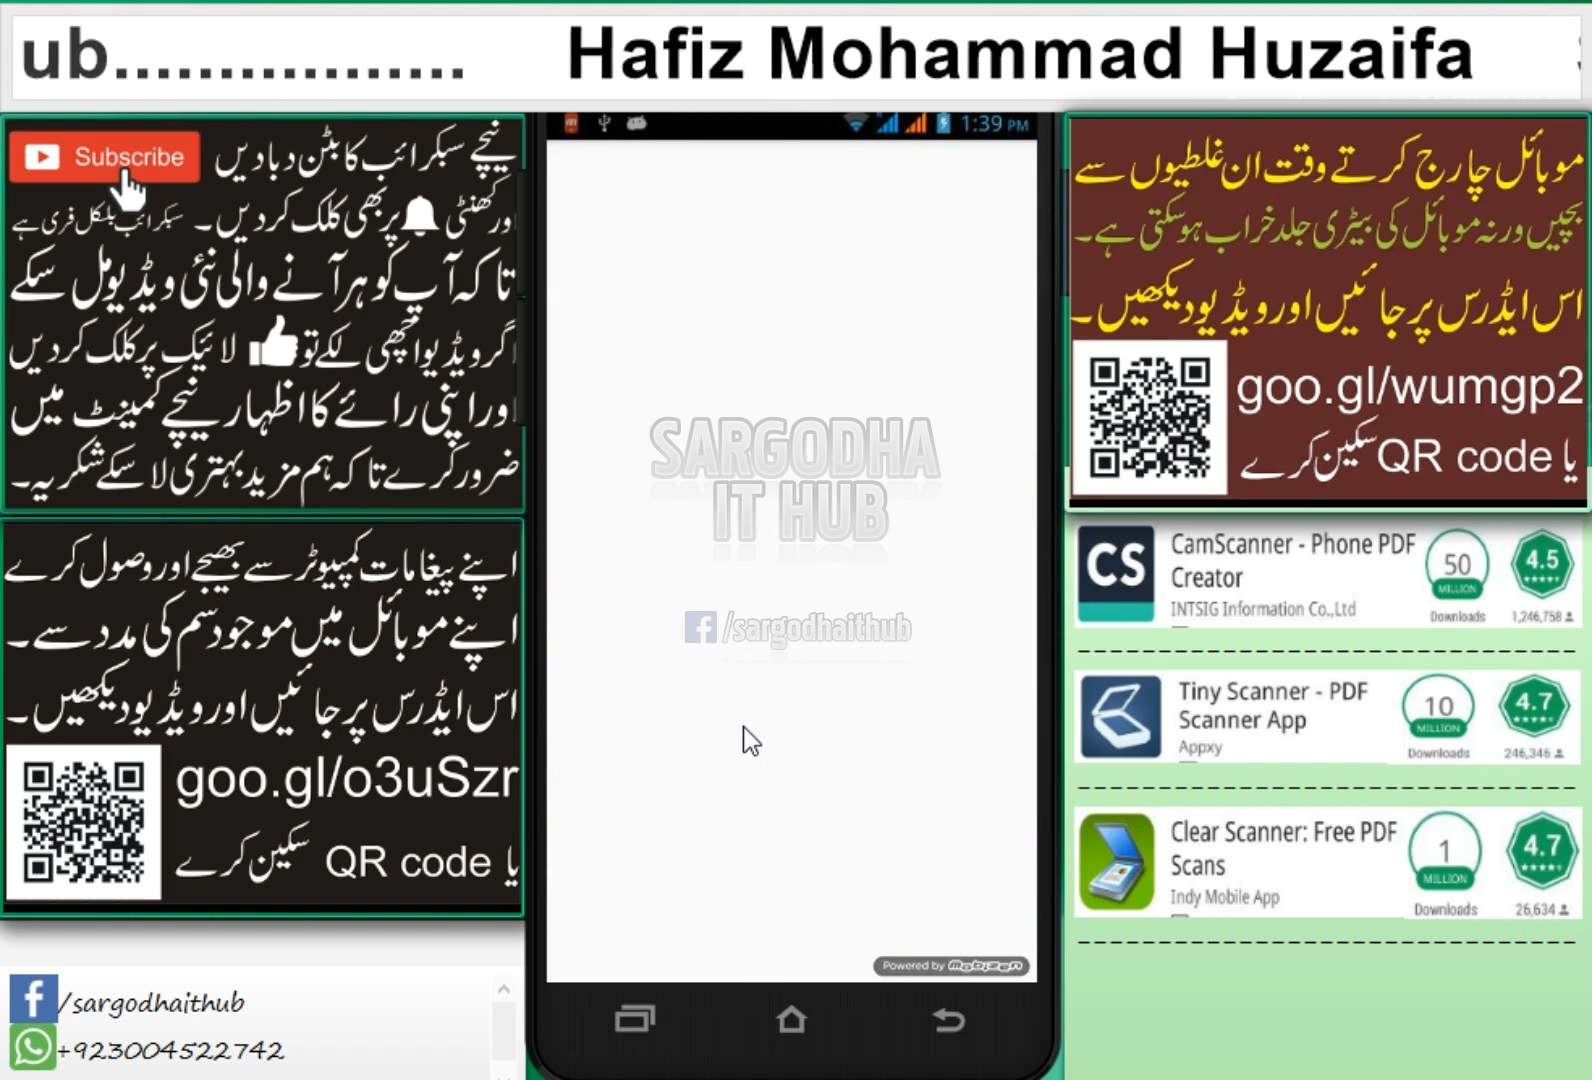 ub.................
Hafiz Mohammad Huzaifa
Subscribe
نیچے سبکرائب کا بٹن دبا دیں
اور گھنٹی پر بھی کلک کر دیں۔ سبکرائب بلکل فری ہے
تاکہ آپ کو ہر آنے والی نئی ویڈیو مل سکے
اگر ویڈیو اچھی لگے تو لائیک پر کلک کر دیں
اور اپنی رائے کا اظہار نیچے کمینٹ میں
ضرور کرے تاکہ ہم مزید بہتری لا سکے شکریہ۔
اپنے پیغامات کمپیوٹر سے بھیجے اور وصول کرے
اپنے موبائل میں موجود سم کی مدد سے۔
اس ایڈرس پر جائیں اور ویڈیو دیکھیں۔
goo.gl/o3uSzr
یا QR code سکین کرے
/sargodhaithub
+923004522742
1:39 PM
SARGODHA
IT HUB
/sargodhaithub
Powered by mobizen
موبائل چارج کرتے وقت ان غلطیوں سے
بچیں ورنہ موبائل کی بیٹری جلد خراب ہو سکتی ہے۔
اس ایڈرس پر جائیں اور ویڈیو دیکھیں۔
goo.gl/wumgp2
یا QR code سکین کرے
CS
CamScanner - Phone PDF
Creator
INTSIG Information Co.,Ltd
50
MILLION
Downloads
4.5
1,246,758
Tiny Scanner - PDF
Scanner App
Appxy
10
MILLION
Downloads
4.7
246,346
Clear Scanner: Free PDF
Scans
Indy Mobile App
1
MILLION
Downloads
4.7
26,634